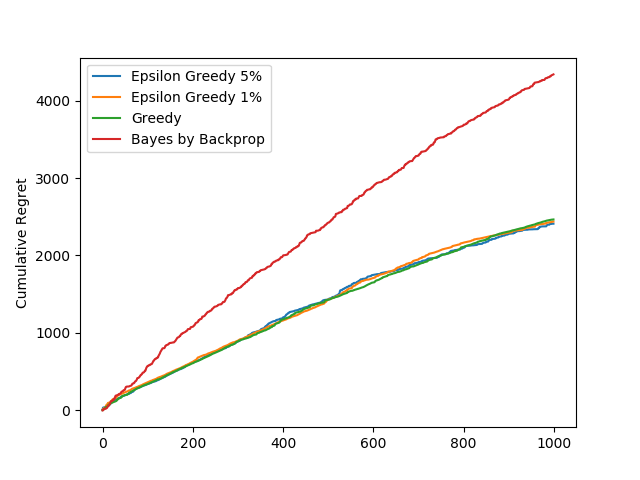 Epsilon Greedy 5%
Epsilon Greedy 1%
Greedy
Bayes by Backprop
Cumulative Regret
4000
3000
2000
1000
0
0 200 400 600 800 1000